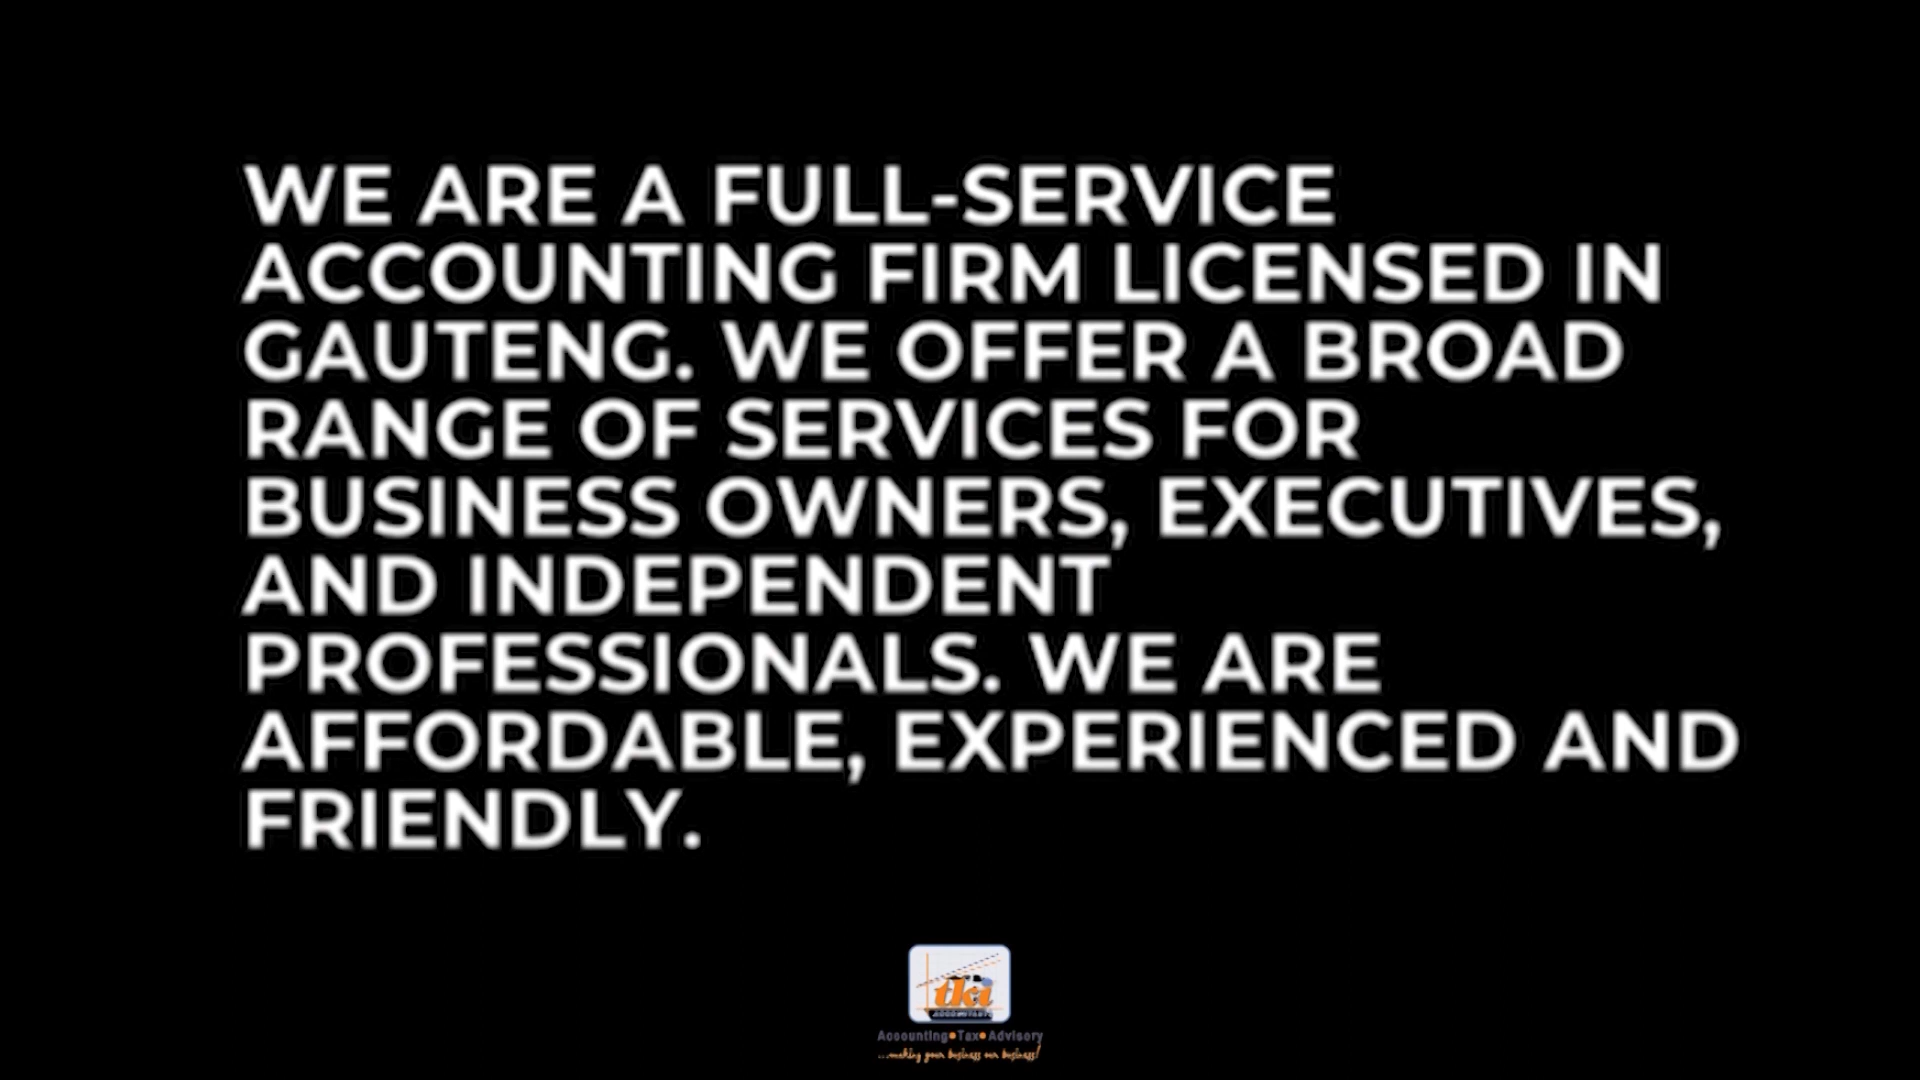 WE ARE A FULL-SERVICE
ACCOUNTING FIRM LICENSED IN
GAUTENG. WE OFFER A BROAD
RANGE OF SERVICES FOR
BUSINESS OWNERS, EXECUTIVES,
AND INDEPENDENT
PROFESSIONALS. WE ARE
AFFORDABLE, EXPERIENCED AND
FRIENDLY.
tki
Accounting•Tax•Advisory
...making your business our business!